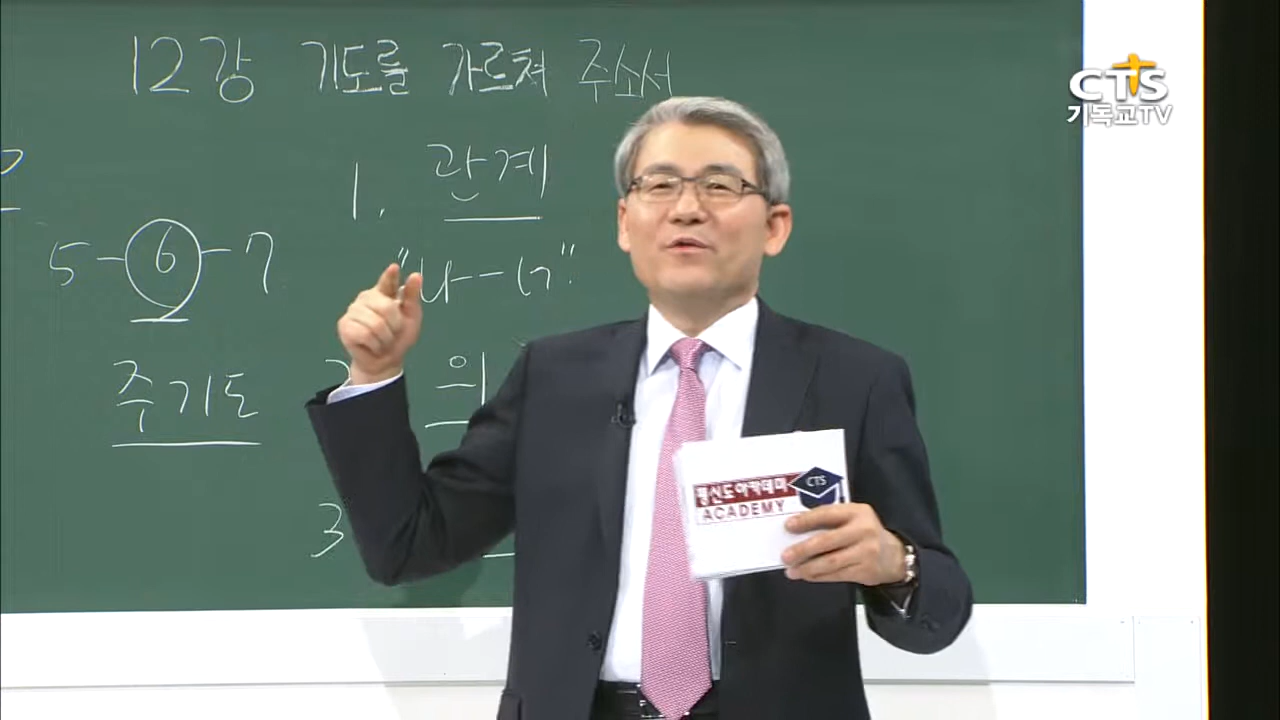 12강 기도를 가르쳐 주소서
CTS
기독교TV
1. 관계
5-6-7
"나-너"
주기도
의
3
평신도아카데미
ACADEMY
CTS